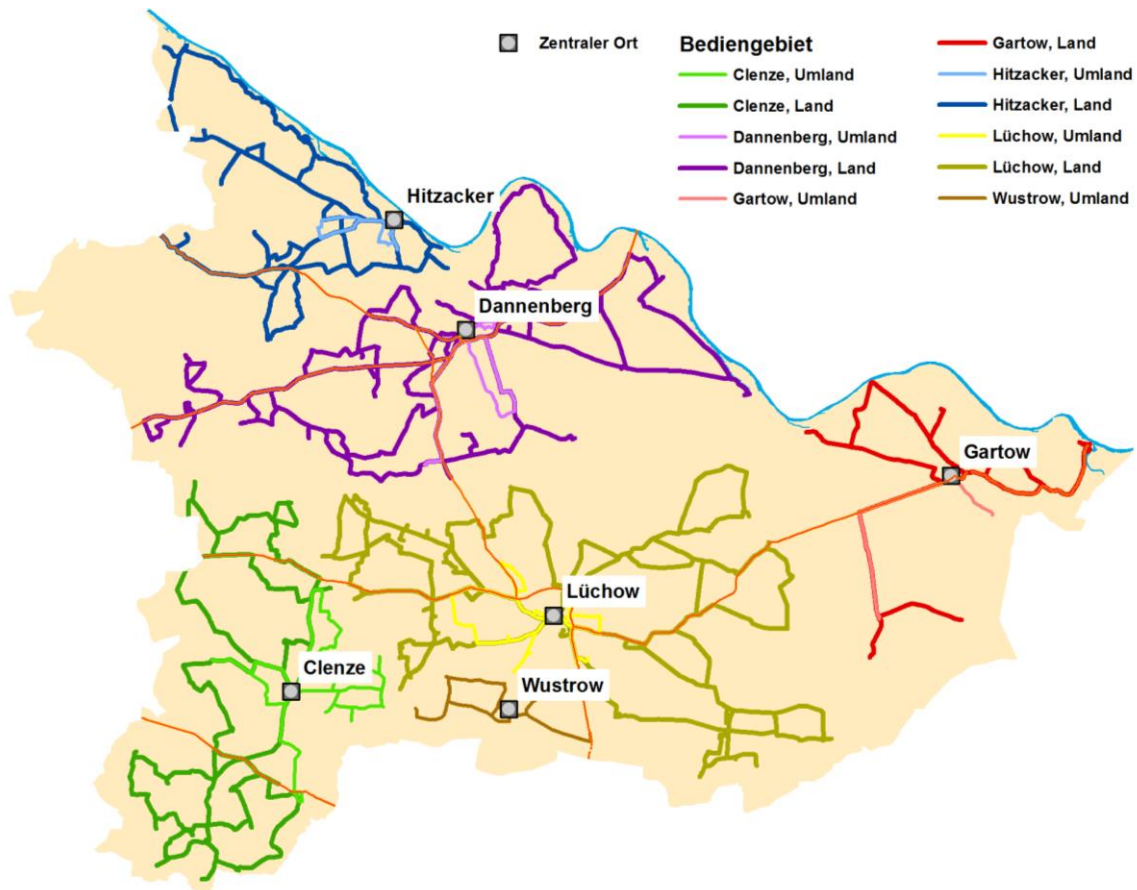 Zentraler Ort
Bediengebiet
Clenze, Umland
Clenze, Land
Dannenberg, Umland
Dannenberg, Land
Gartow, Umland
Gartow, Land
Hitzacker, Umland
Hitzacker, Land
Lüchow, Umland
Lüchow, Land
Wustrow, Umland
Hitzacker
Dannenberg
Gartow
Lüchow
Clenze
Wustrow